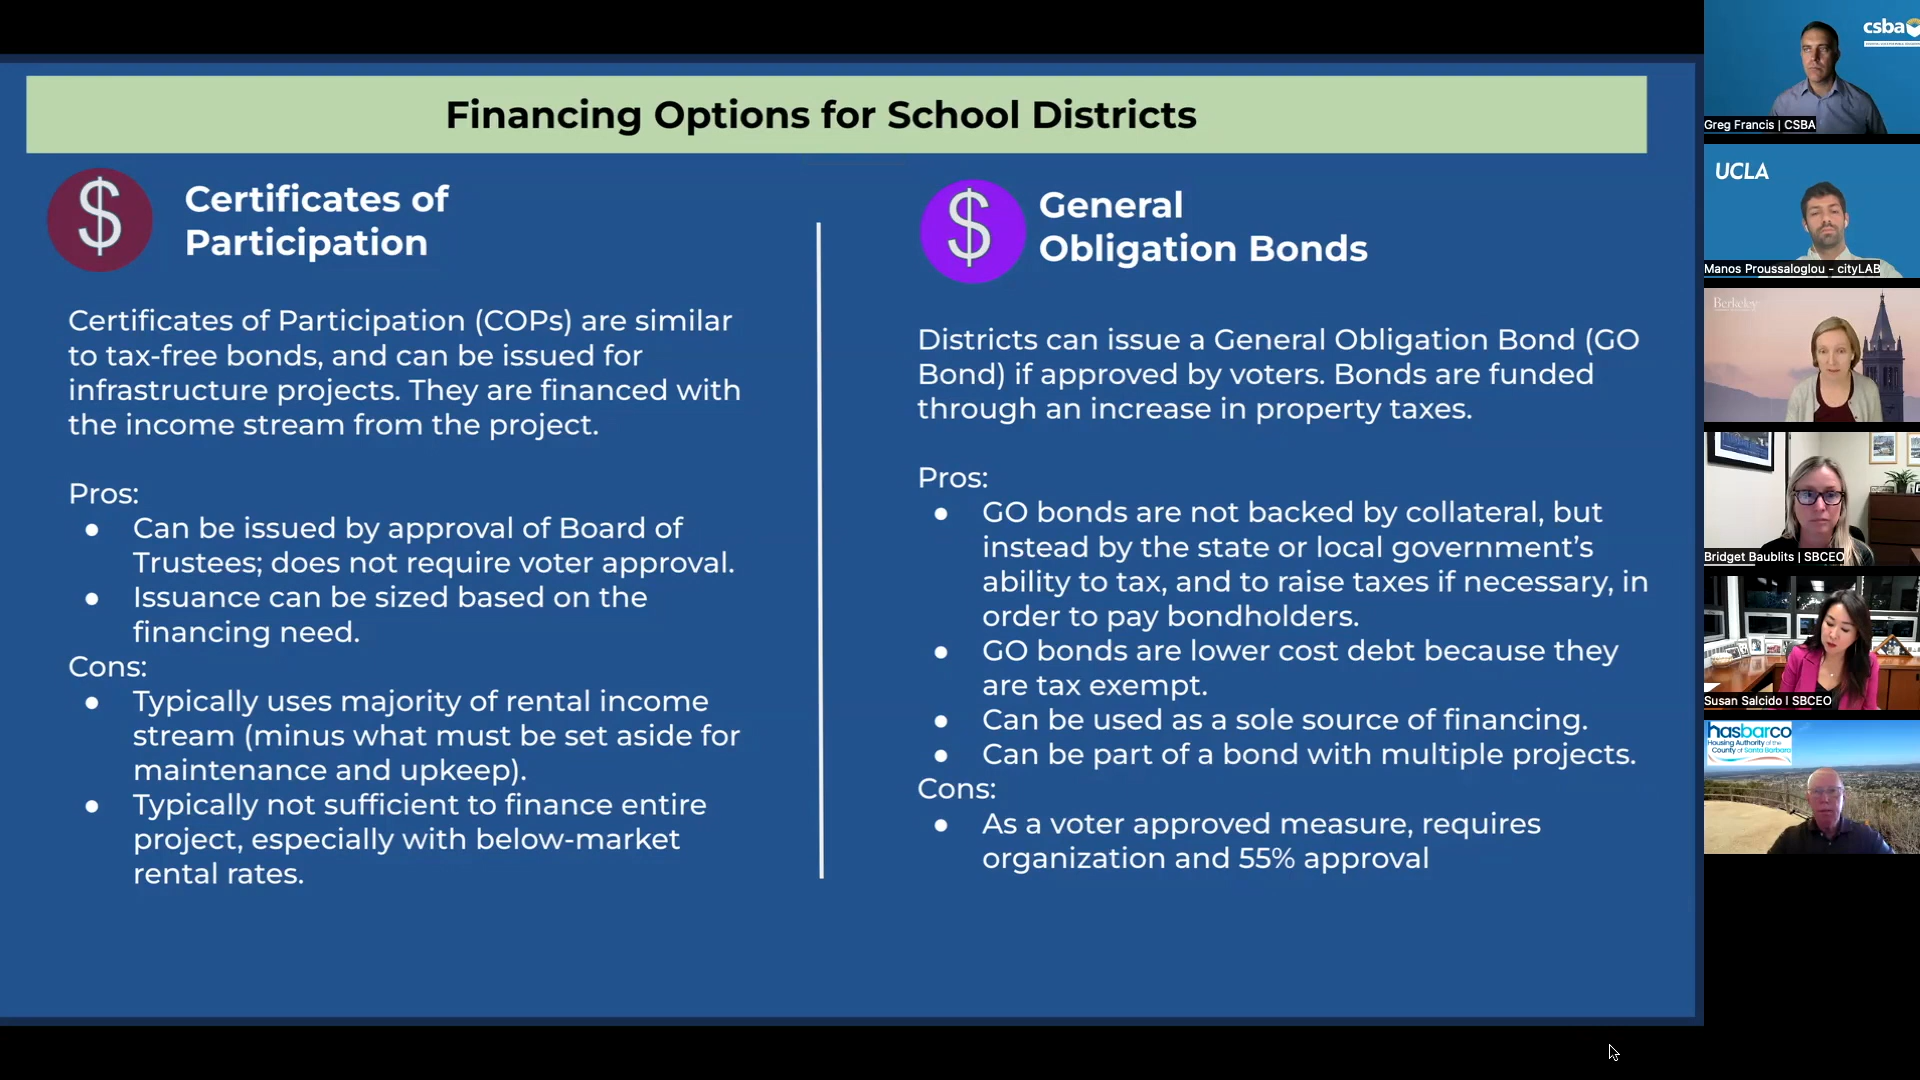 Financing Options for School Districts
$
Certificates of
Participation
Certificates of Participation (COPs) are similar
to tax-free bonds, and can be issued for
infrastructure projects. They are financed with
the income stream from the project.
Pros:
● Can be issued by approval of Board of
Trustees; does not require voter approval.
● Issuance can be sized based on the
financing need.
Cons:
● Typically uses majority of rental income
stream (minus what must be set aside for
maintenance and upkeep).
● Typically not sufficient to finance entire
project, especially with below-market
rental rates.
$
General
Obligation Bonds
Districts can issue a General Obligation Bond (GO
Bond) if approved by voters. Bonds are funded
through an increase in property taxes.
Pros:
● GO bonds are not backed by collateral, but
instead by the state or local government’s
ability to tax, and to raise taxes if necessary, in
order to pay bondholders.
● GO bonds are lower cost debt because they
are tax exempt.
● Can be used as a sole source of financing.
● Can be part of a bond with multiple projects.
Cons:
● As a voter approved measure, requires
organization and 55% approval
csba
Greg Francis | CSBA
UCLA
Manos Proussaloglou - cityLAB
Berkeley
Bridget Baublits | SBCEO
Susan Salcido I SBCEO
hasbarco
Housing Authority of the
County of Santa Barbara